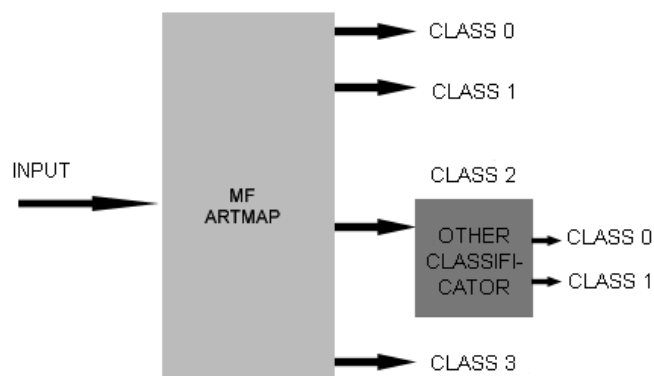 CLASS 0
CLASS 1
INPUT
MF
ARTMAP
CLASS 2
OTHER
CLASSIFI-
CATOR
CLASS 0
CLASS 1
CLASS 3